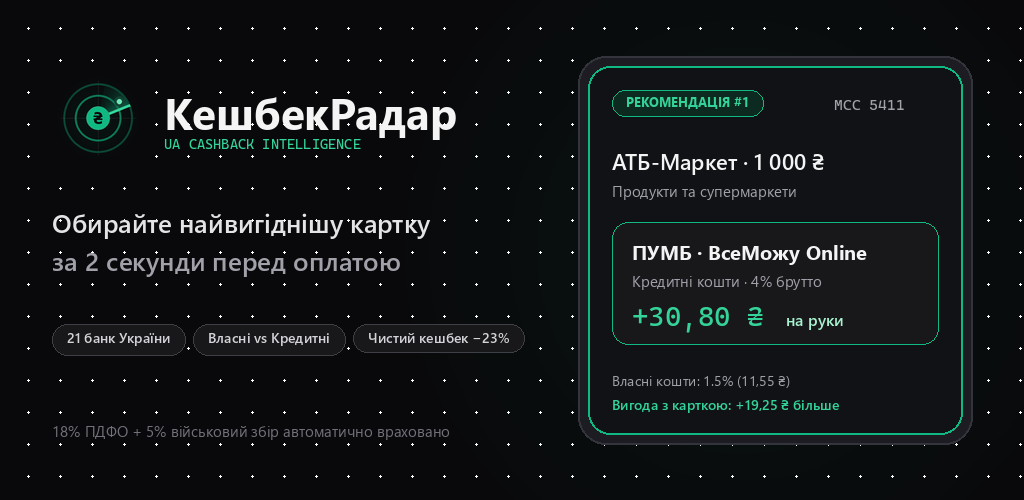 ₴
КешбекРадар
UA CASHBACK INTELLIGENCE
Обирайте найвигіднішу картку
за 2 секунди перед оплатою
21 банк України
Власні vs Кредитні
Чистий кешбек −23%
18% ПДФО + 5% військовий збір автоматично враховано
РЕКОМЕНДАЦІЯ #1
MCC 5411
АТБ-Маркет · 1 000 ₴
Продукти та супермаркети
ПУМБ · ВсеМожу Online
Кредитні кошти · 4% брутто
+30,80 ₴ на руки
Власні кошти: 1.5% (11,55 ₴)
Вигода з карткою: +19,25 ₴ більше